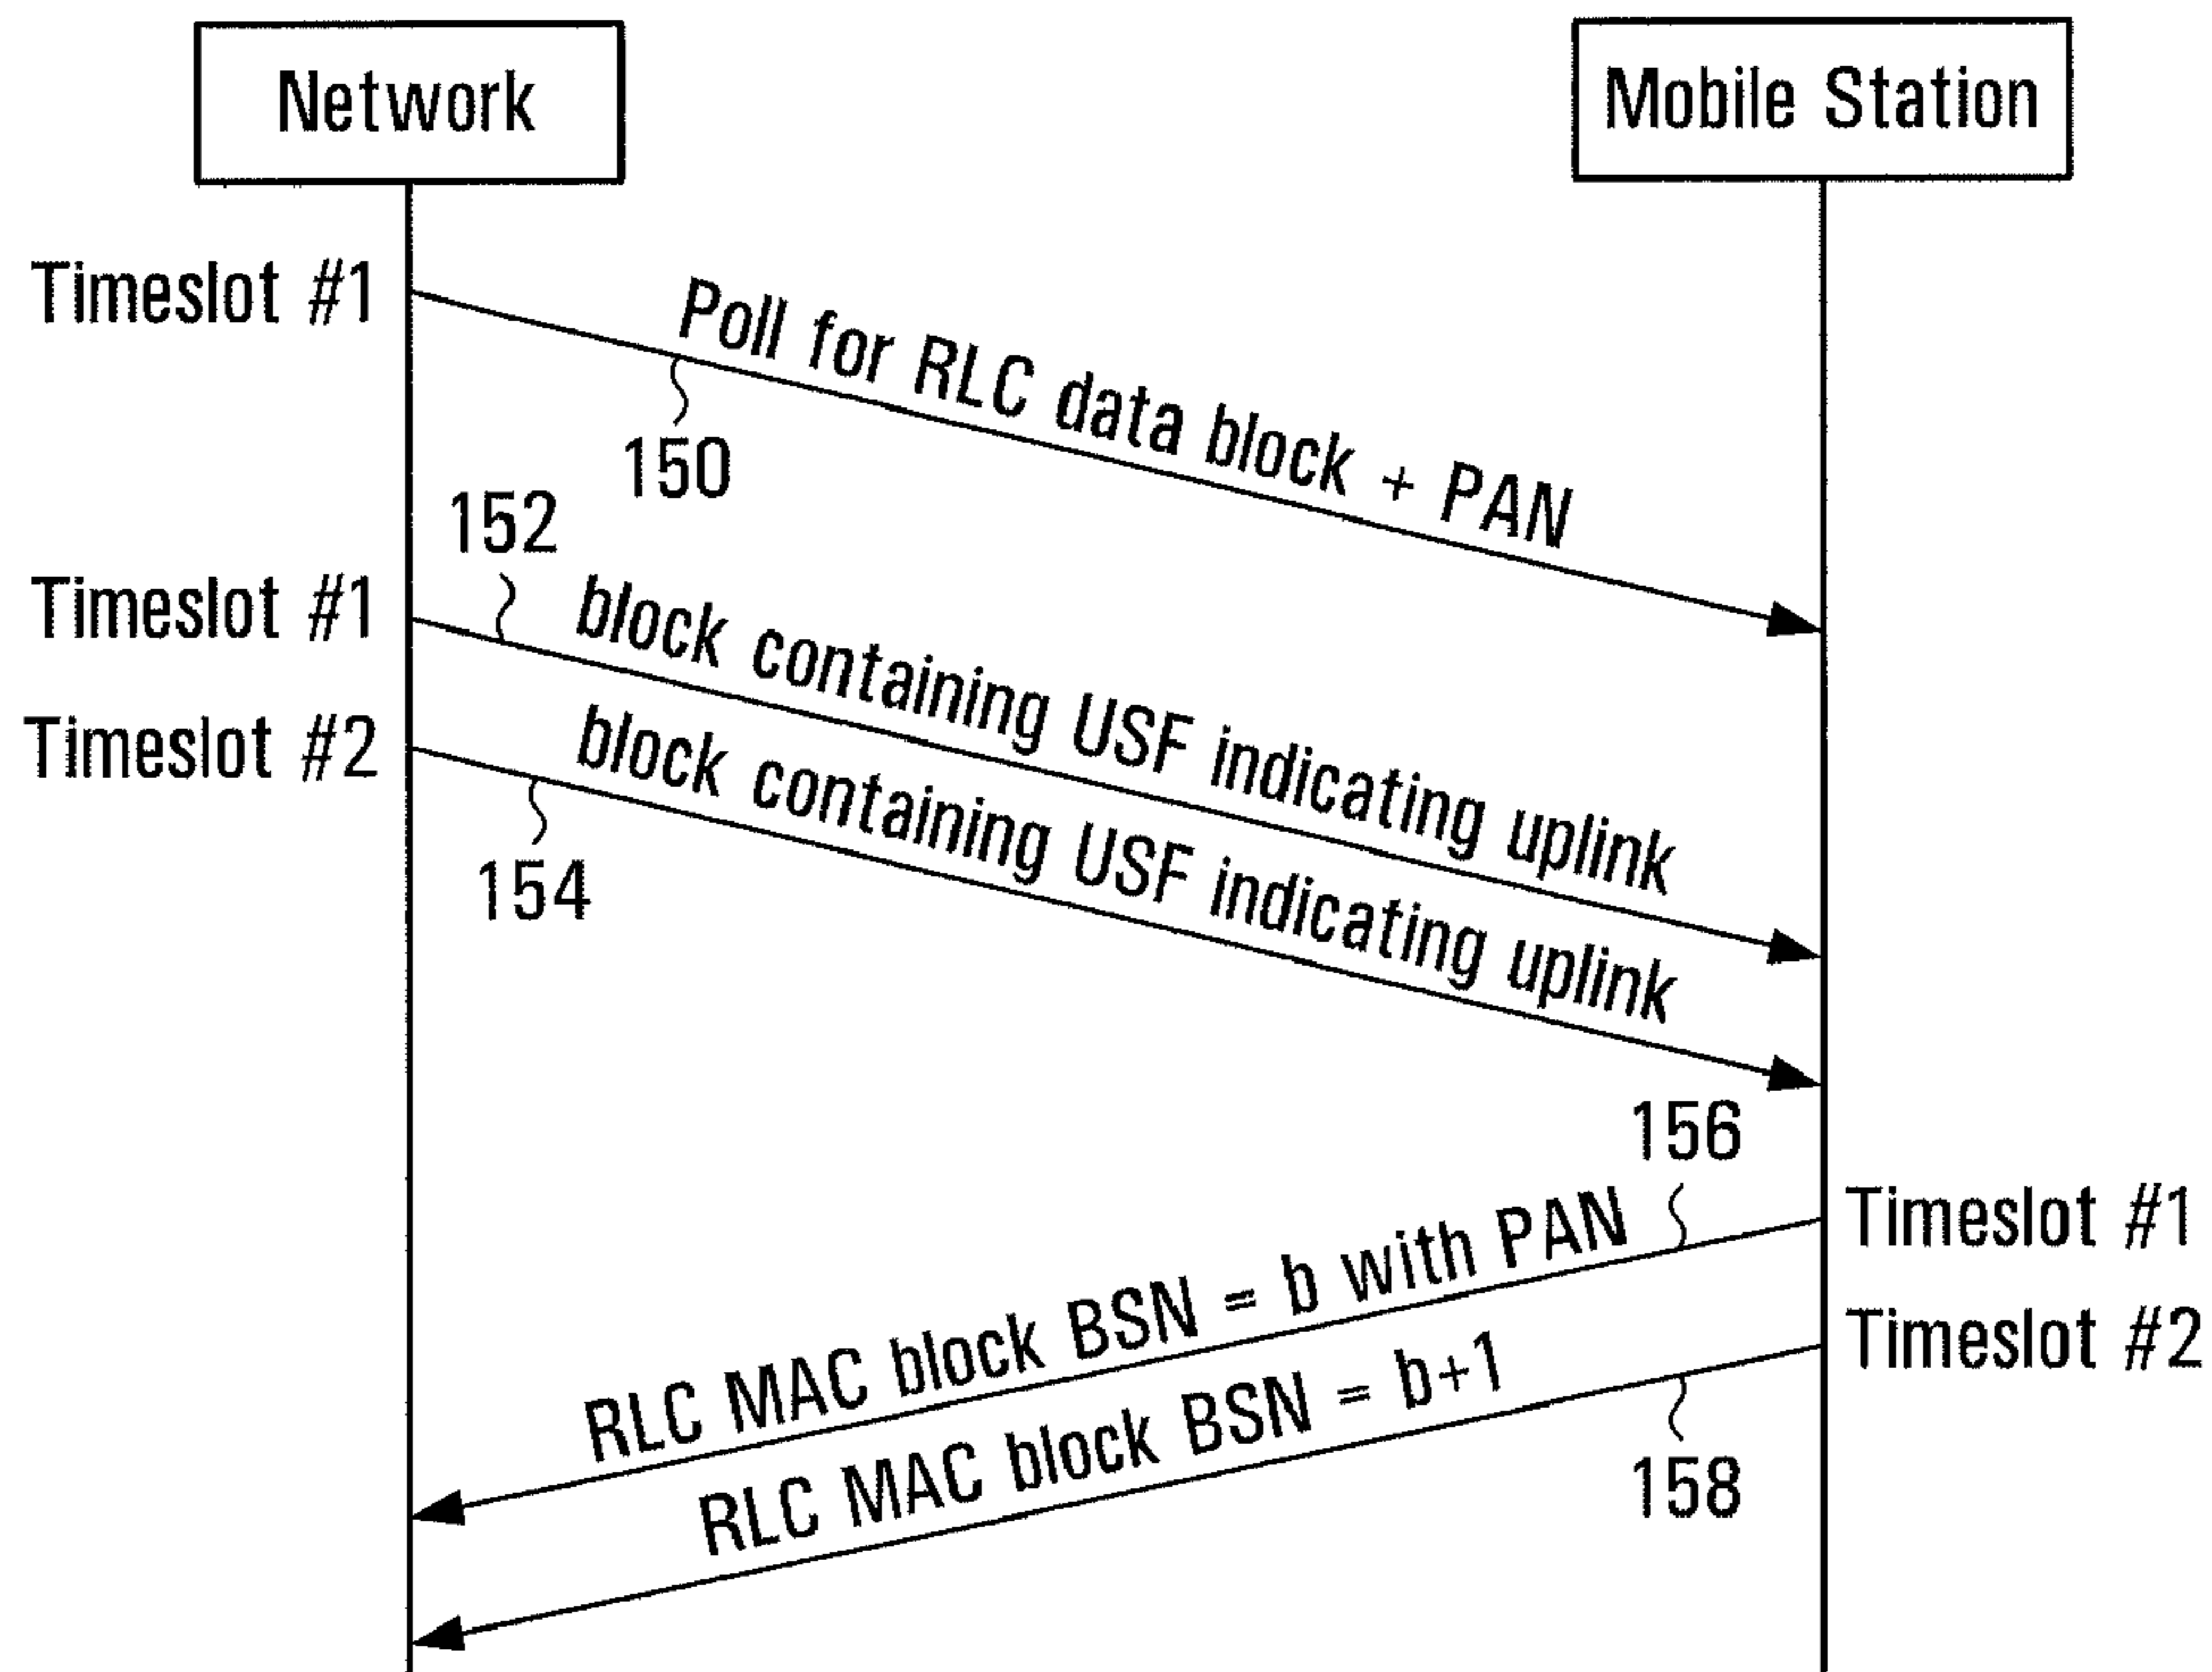 Network
Mobile Station
Timeslot #1
Poll for RLC data block + PAN
150
152
Timeslot #1
block containing USF indicating uplink
Timeslot #2
block containing USF indicating uplink
154
156
Timeslot #1
RLC MAC block BSN = b with PAN
Timeslot #2
RLC MAC block BSN = b+1
158